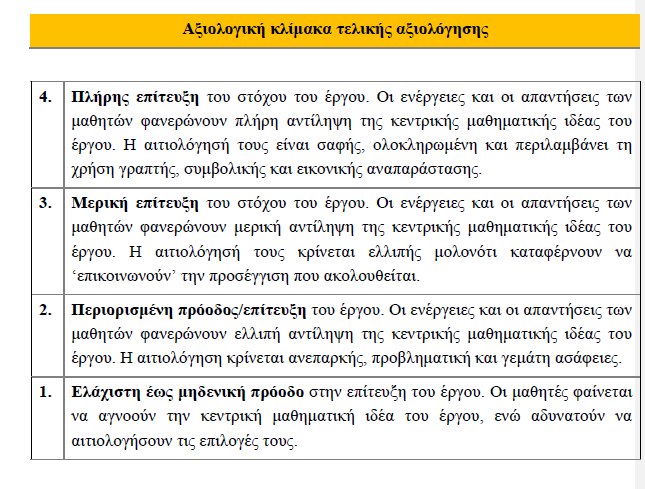 Αξιολογική κλίμακα τελικής αξιολόγησης
4. Πλήρης επίτευξη του στόχου του έργου. Οι ενέργειες και οι απαντήσεις των
μαθητών φανερώνουν πλήρη αντίληψη της κεντρικής μαθηματικής ιδέας του
έργου. Η αιτιολόγησή τους είναι σαφής, ολοκληρωμένη και περιλαμβάνει τη
χρήση γραπτής, συμβολικής και εικονικής αναπαράστασης.
3. Μερική επίτευξη του στόχου του έργου. Οι ενέργειες και οι απαντήσεις των
μαθητών φανερώνουν μερική αντίληψη της κεντρικής μαθηματικής ιδέας του
έργου. Η αιτιολόγησή τους κρίνεται ελλιπής μολονότι καταφέρνουν να
‘επικοινωνούν’ την προσέγγιση που ακολουθείται.
2. Περιορισμένη πρόοδος/επίτευξη του έργου. Οι ενέργειες και οι απαντήσεις των
μαθητών φανερώνουν ελλιπή αντίληψη της κεντρικής μαθηματικής ιδέας του
έργου. Η αιτιολόγηση κρίνεται ανεπαρκής, προβληματική και γεμάτη ασάφειες.
1. Ελάχιστη έως μηδενική πρόοδο στην επίτευξη του έργου. Οι μαθητές φαίνεται
να αγνοούν την κεντρική μαθηματική ιδέα του έργου, ενώ αδυνατούν να
αιτιολογήσουν τις επιλογές τους.